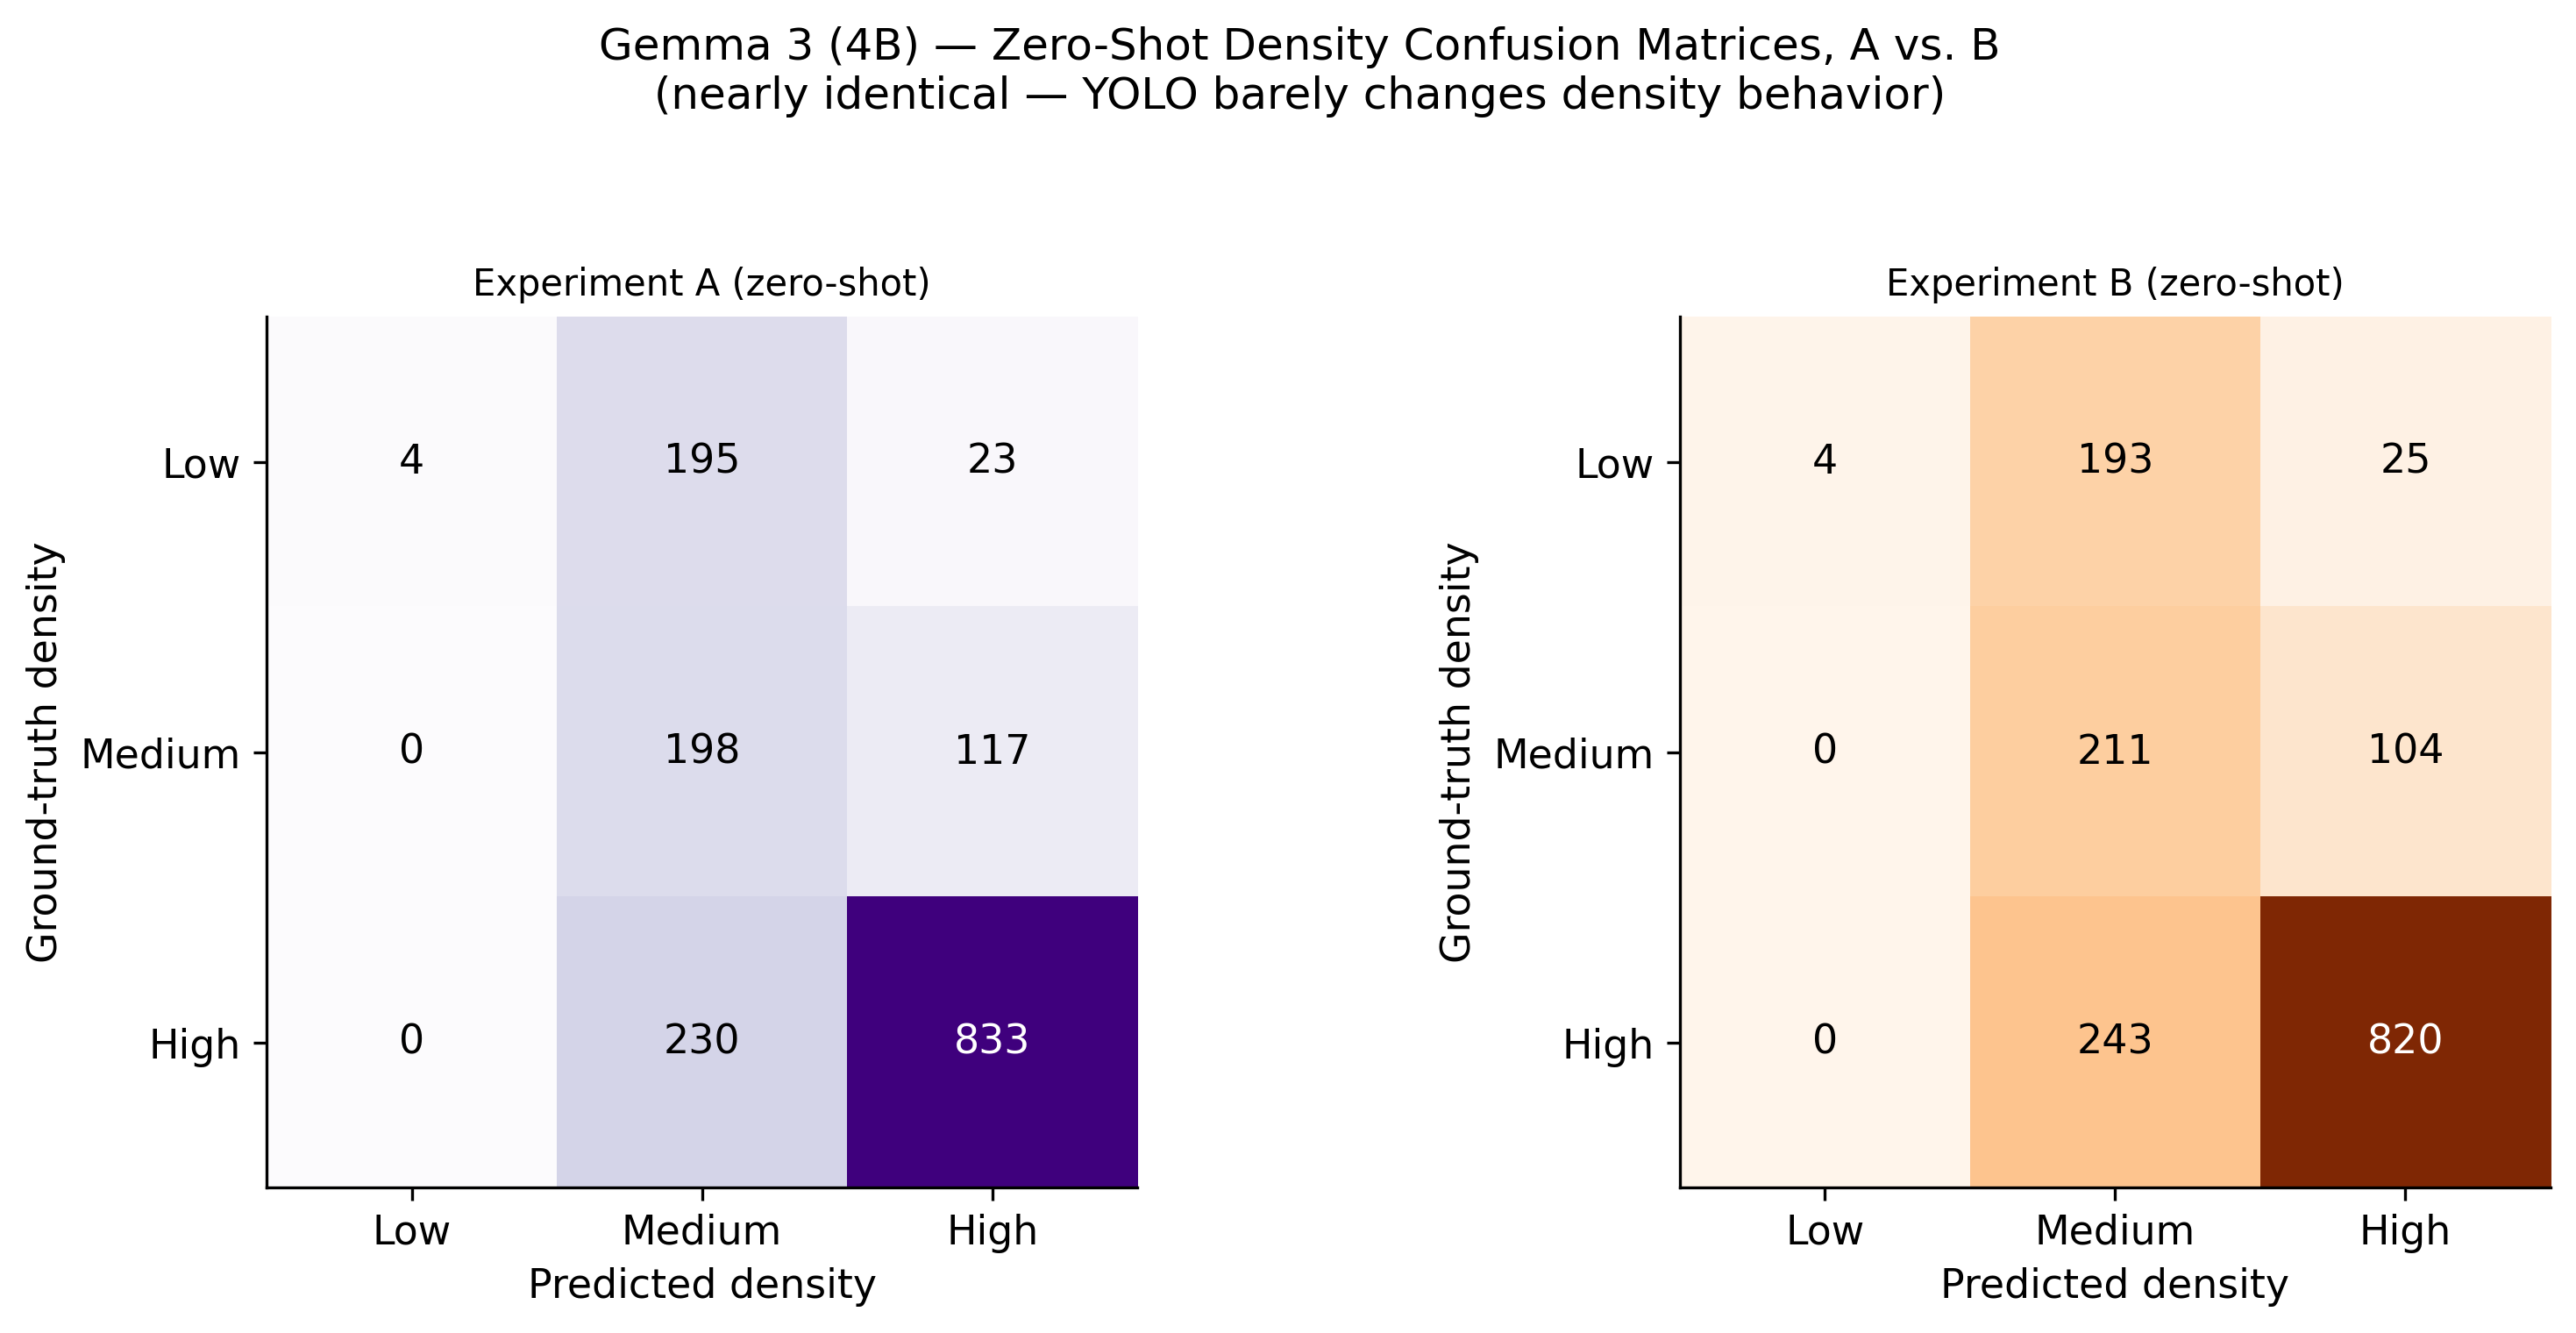 Gemma 3 (4B) — Zero-Shot Density Confusion Matrices, A vs. B
(nearly identical — YOLO barely changes density behavior)
Experiment A (zero-shot)
Ground-truth density
Low 4 195 23
Medium 0 198 117
High 0 230 833
Low Medium High
Predicted density
Experiment B (zero-shot)
Ground-truth density
Low 4 193 25
Medium 0 211 104
High 0 243 820
Low Medium High
Predicted density